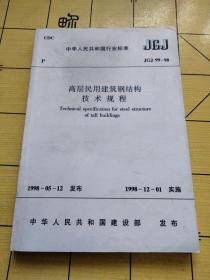 CDC
中华人民共和国行业标准 JGJ
P JGJ 99-98
高层民用建筑钢结构
技术规程
Technical specification for steel structure
of tall buildings
1998-05-12 发布 1998-12-01 实施
中华人民共和国建设部 发布